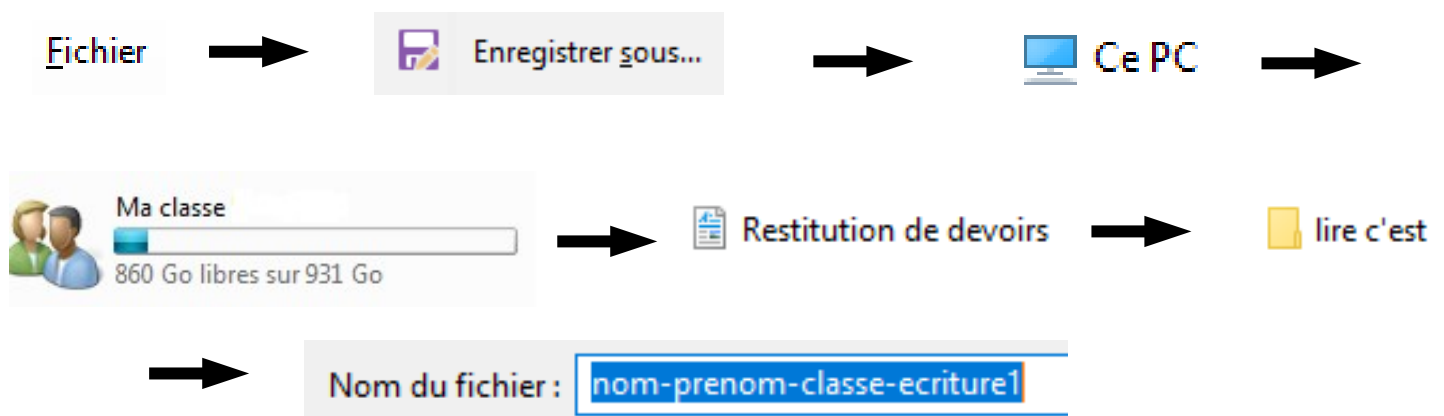 Fichier
Enregistrer sous...
Ce PC
Ma classe
860 Go libres sur 931 Go
Restitution de devoirs
lire c'est
Nom du fichier : nom-prenom-classe-ecriture1